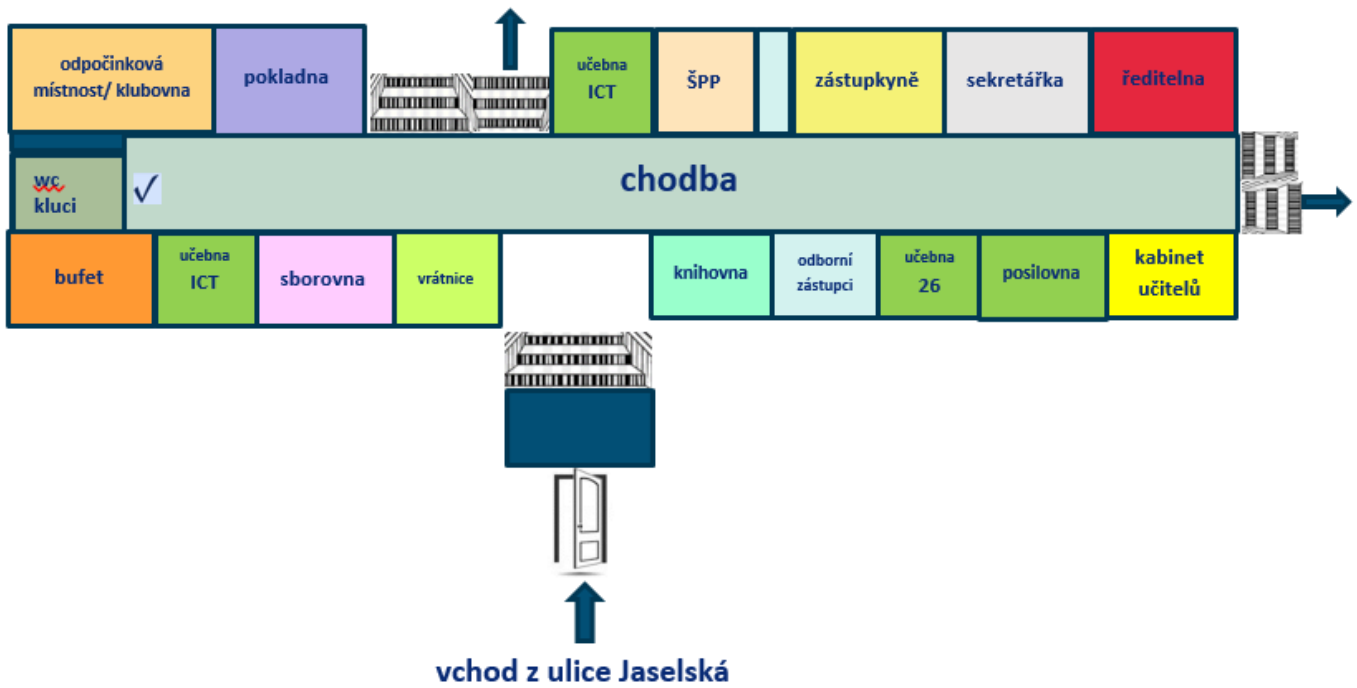 odpočinková
místnost/ klubovna
pokladna
učebna
ICT
ŠPP
zástupkyně
sekretářka
ředitelna
wc
kluci
✓
chodba
bufet
učebna
ICT
sborovna
vrátnice
knihovna
odborní
zástupci
učebna
26
posilovna
kabinet
učitelů
vchod z ulice Jaselská